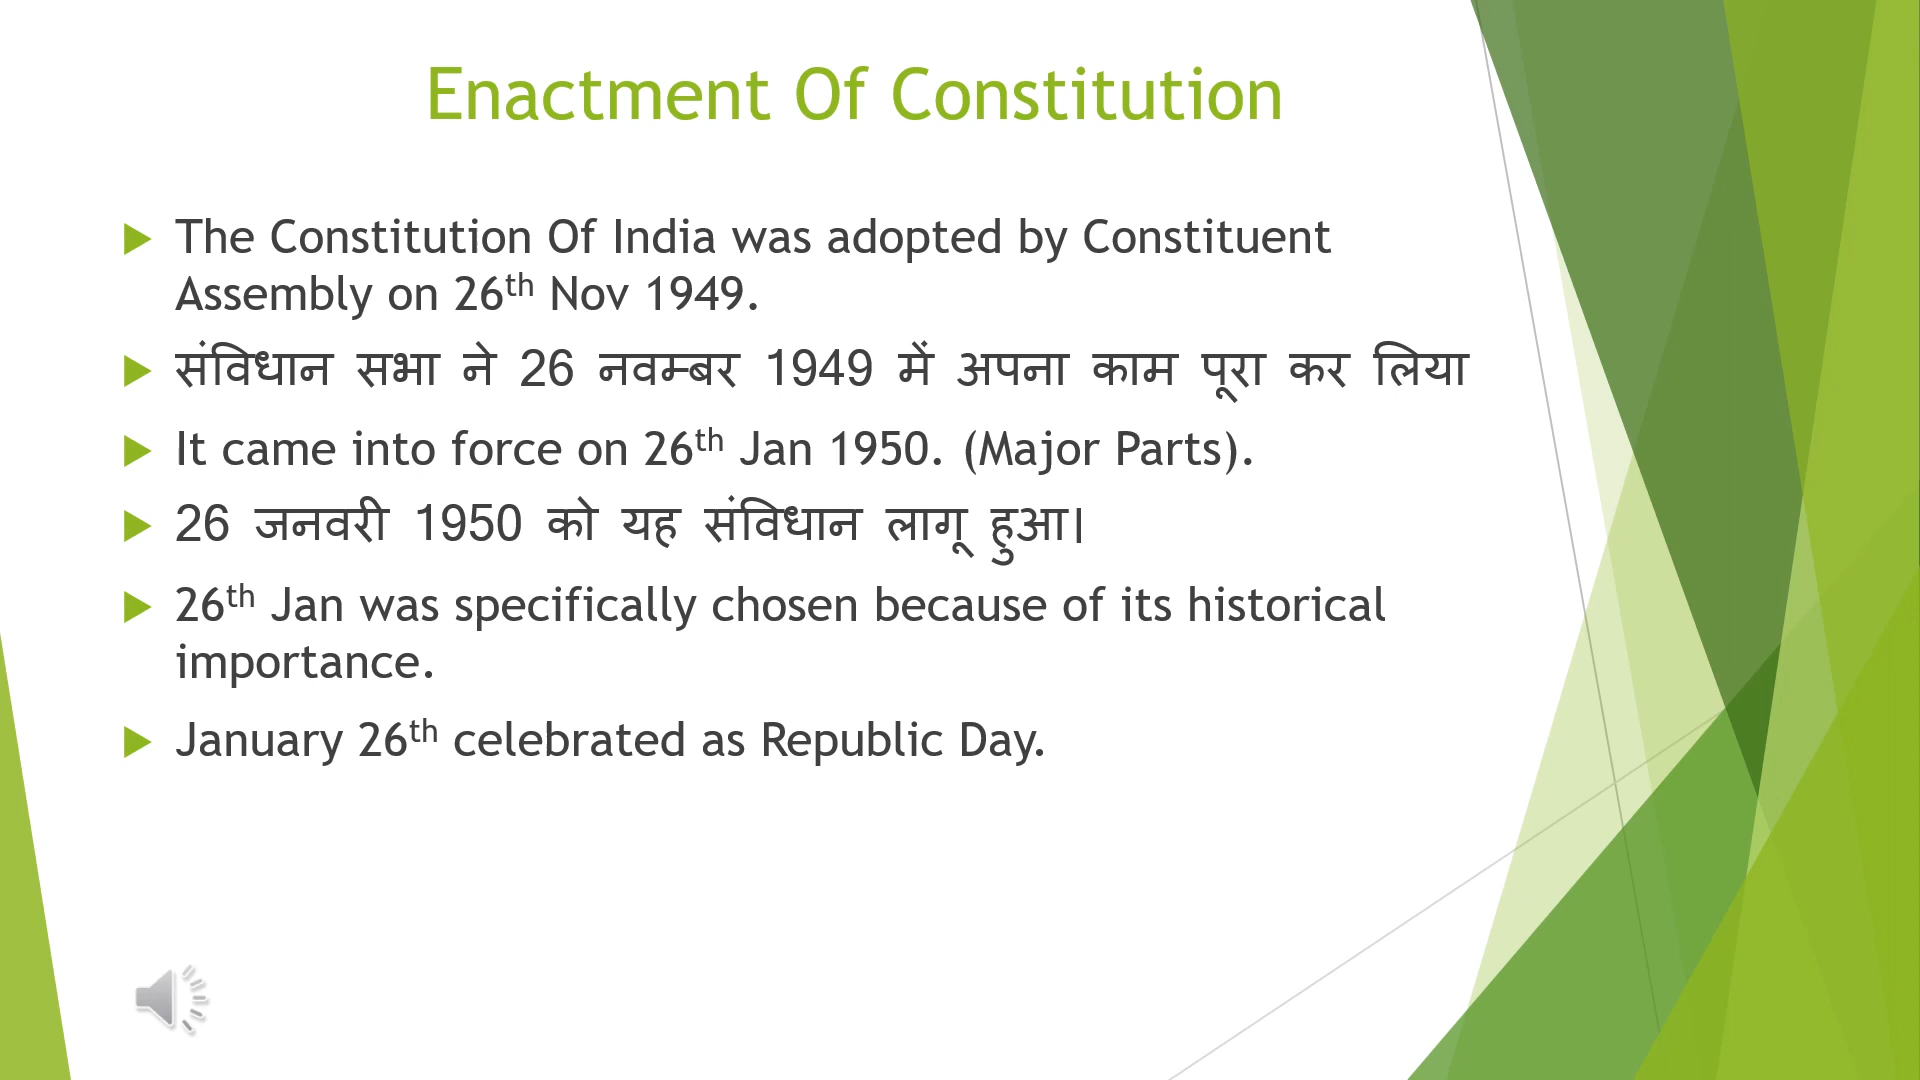 Enactment Of Constitution
The Constitution Of India was adopted by Constituent
Assembly on 26th Nov 1949.
संविधान सभा ने 26 नवम्बर 1949 में अपना काम पूरा कर लिया
It came into force on 26th Jan 1950. (Major Parts).
26 जनवरी 1950 को यह संविधान लागू हुआ।
26th Jan was specifically chosen because of its historical
importance.
January 26th celebrated as Republic Day.